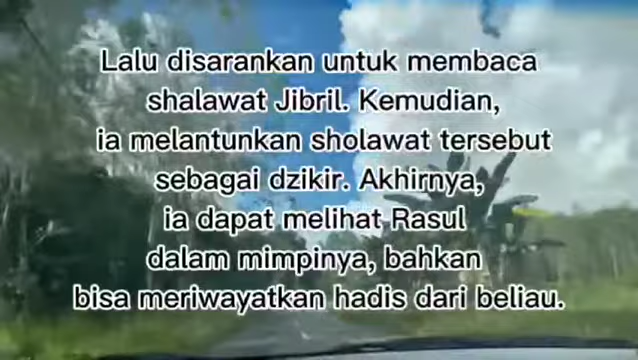 Lalu disarankan untuk membaca
shalawat Jibril. Kemudian,
ia melantunkan sholawat tersebut
sebagai dzikir. Akhirnya,
ia dapat melihat Rasul
dalam mimpinya, bahkan
bisa meriwayatkan hadis dari beliau.